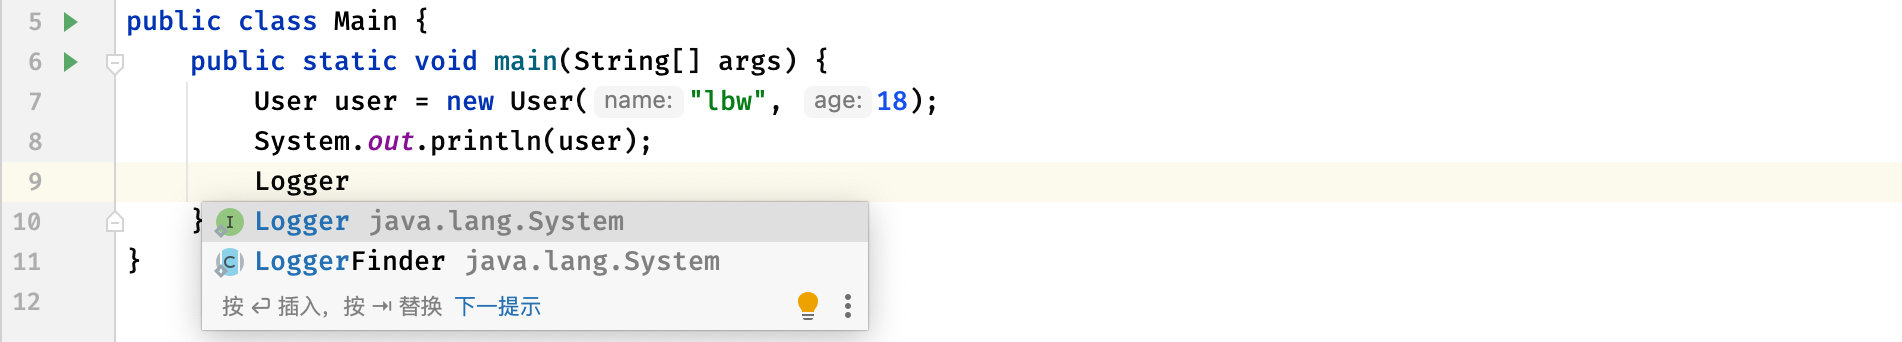 5 public class Main {
6 public static void main(String[] args) {
7 User user = new User( name: "lbw", age: 18);
8 System.out.println(user);
9 Logger
10 } I Logger java.lang.System
11 } C LoggerFinder java.lang.System
12 按 ⏎ 插入，按 ⇥ 替换 下一提示